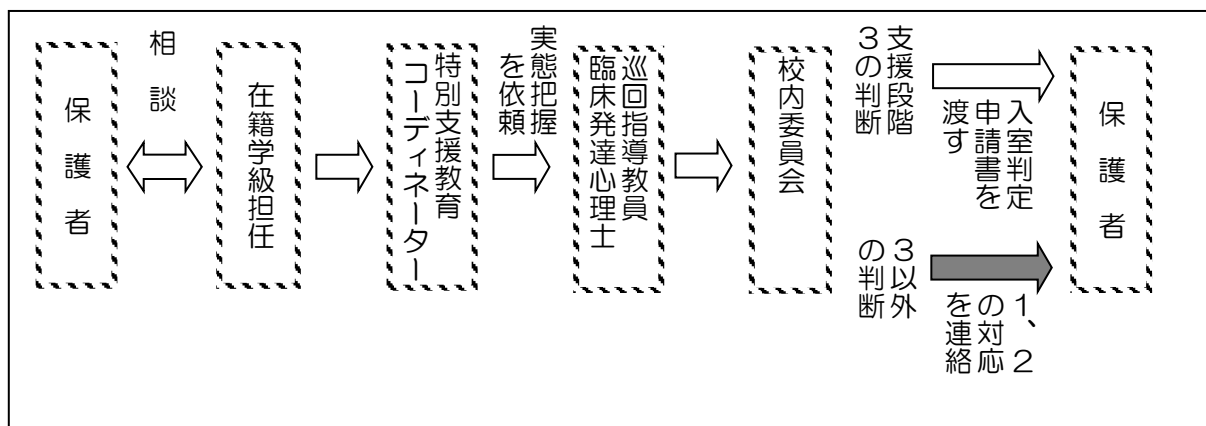 保護者
相談
在籍学級担任
特別支援教育
コーディネーター
実態把握
を依頼
巡回指導教員
臨床発達心理士
校内委員会
支援段階
３の判断
入室判定
申請書を
渡す
３以外
の判断
１、２
の対応
を連絡
保護者